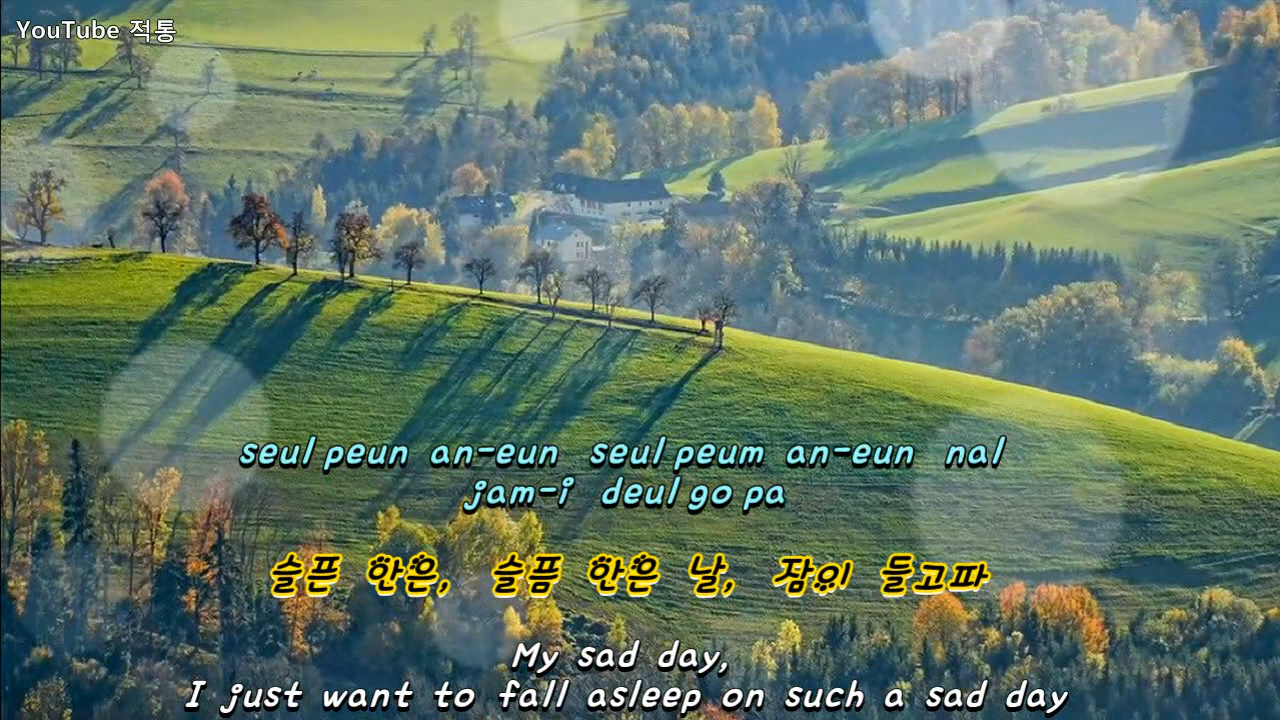 YouTube 적통
seul peun an-eun seul peum an-eun nal
jam-i deul go pa
슬픈 한은, 슬픔 한은 날, 잠이 들고파
My sad day,
I just want to fall asleep on such a sad day